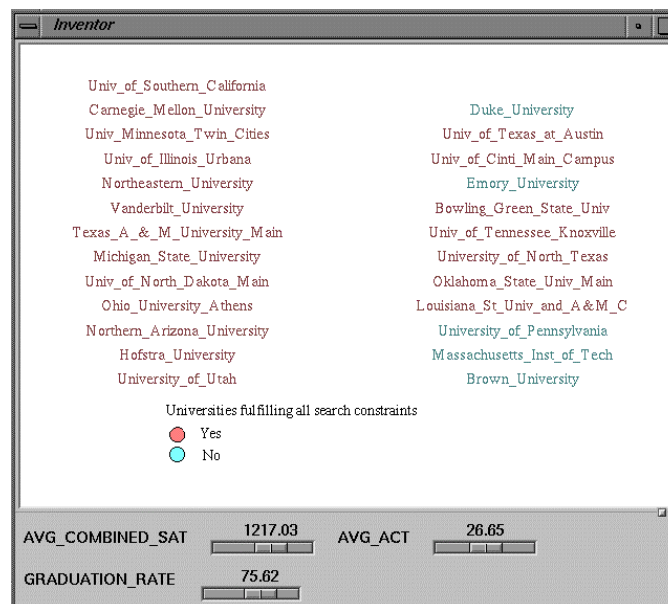 Inventor
Univ_of_Southern_California
Carnegie_Mellon_University
Univ_Minnesota_Twin_Cities
Univ_of_Illinois_Urbana
Northeastern_University
Vanderbilt_University
Texas_A_&_M_University_Main
Michigan_State_University
Univ_of_North_Dakota_Main
Ohio_University_Athens
Northern_Arizona_University
Hofstra_University
University_of_Utah
Duke_University
Univ_of_Texas_at_Austin
Univ_of_Cinti_Main_Campus
Emory_University
Bowling_Green_State_Univ
Univ_of_Tennessee_Knoxville
University_of_North_Texas
Oklahoma_State_Univ_Main
Louisiana_St_Univ_and_A&M_C
University_of_Pennsylvania
Massachusetts_Inst_of_Tech
Brown_University
Universities fulfilling all search constraints
Yes
No
AVG_COMBINED_SAT 1217.03 AVG_ACT 26.65
GRADUATION_RATE 75.62